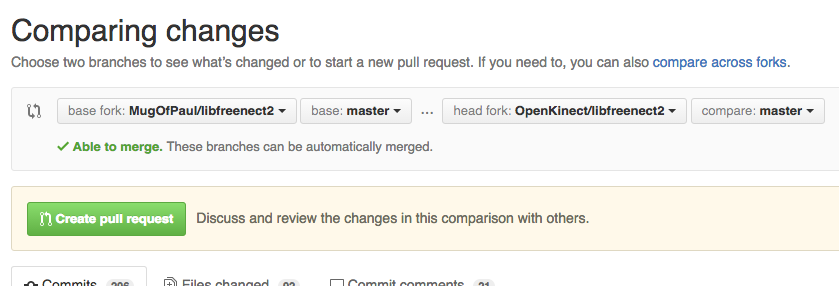 Comparing changes
Choose two branches to see what's changed or to start a new pull request. If you need to, you can also compare across forks.
base fork: MugOfPaul/libfreenect2 base: master ... head fork: OpenKinect/libfreenect2 compare: master
Able to merge. These branches can be automatically merged.
Create pull request Discuss and review the changes in this comparison with others.
Commits 206 Files changed 92 Commit comments 21